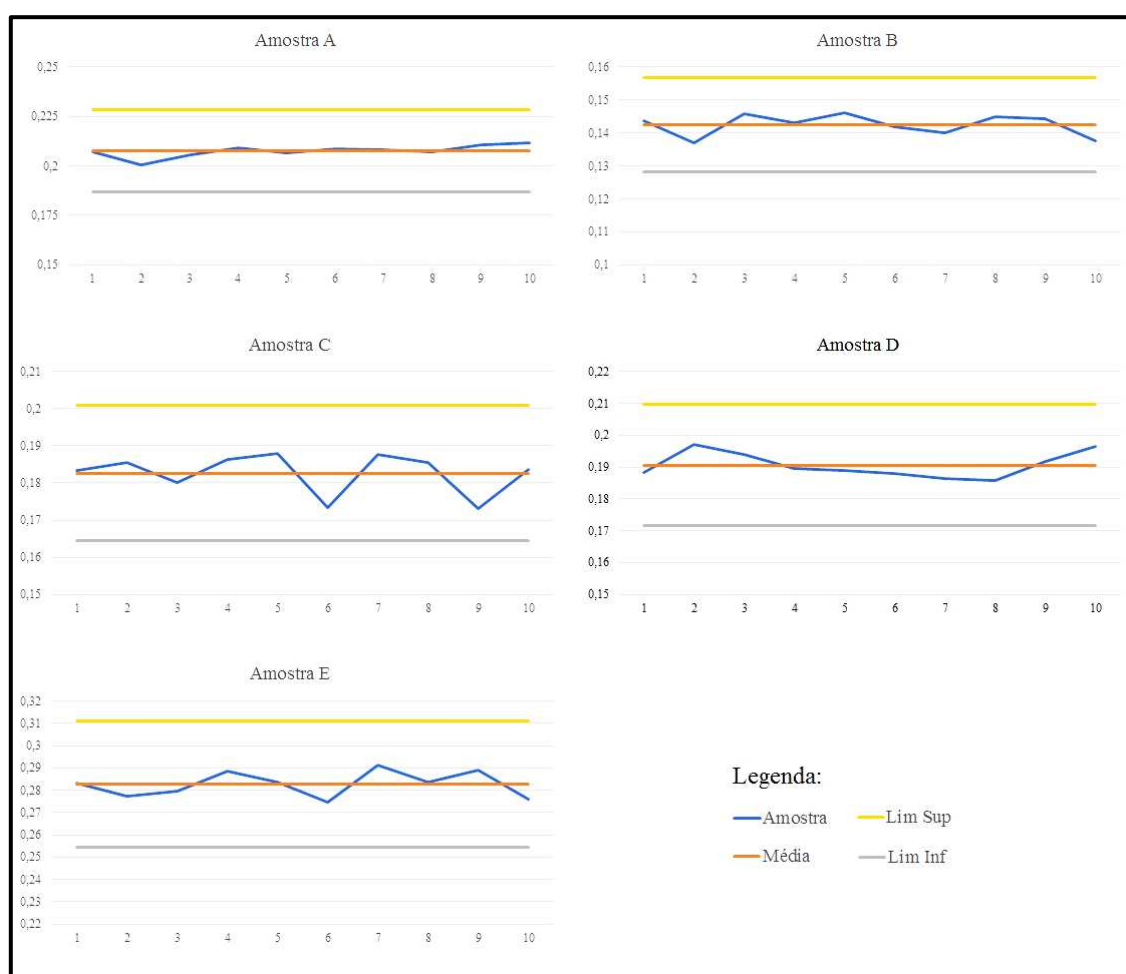 Amostra A
0,25
0,225
0,2
0,175
0,15
1 2 3 4 5 6 7 8 9 10
Amostra B
0,16
0,15
0,14
0,13
0,12
0,11
0,1
1 2 3 4 5 6 7 8 9 10
Amostra C
0,21
0,2
0,19
0,18
0,17
0,16
0,15
1 2 3 4 5 6 7 8 9 10
Amostra D
0,22
0,21
0,2
0,19
0,18
0,17
0,16
0,15
1 2 3 4 5 6 7 8 9 10
Amostra E
0,32
0,31
0,3
0,29
0,28
0,27
0,26
0,25
0,24
0,23
0,22
1 2 3 4 5 6 7 8 9 10
Legenda:
Amostra Lim Sup
Média Lim Inf